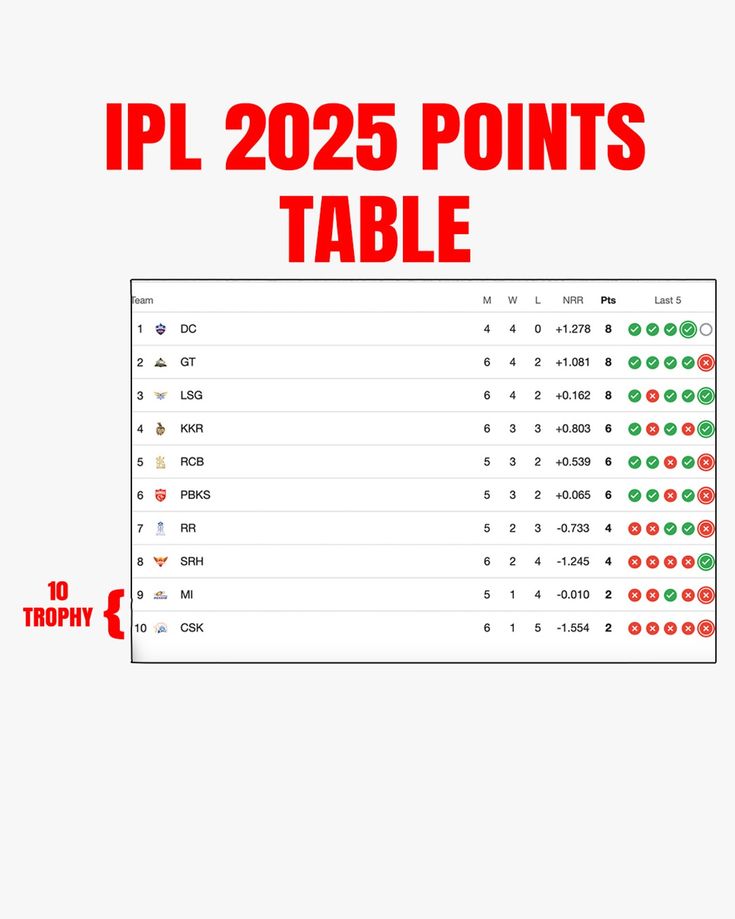 IPL 2025 POINTS
TABLE
Team M W L NRR Pts Last 5
1 DC 4 4 0 +1.278 8
2 GT 6 4 2 +1.081 8
3 LSG 6 4 2 +0.162 8
4 KKR 6 3 3 +0.803 6
5 RCB 5 3 2 +0.539 6
6 PBKS 5 3 2 +0.065 6
7 RR 5 2 3 -0.733 4
8 SRH 6 2 4 -1.245 4
9 MI 5 1 4 -0.010 2
10 CSK 6 1 5 -1.554 2
10
TROPHY